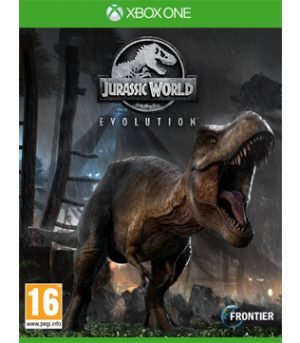 XBOX ONE
JURASSIC WORLD
EVOLUTION
16
www.pegi.info
FRONTIER